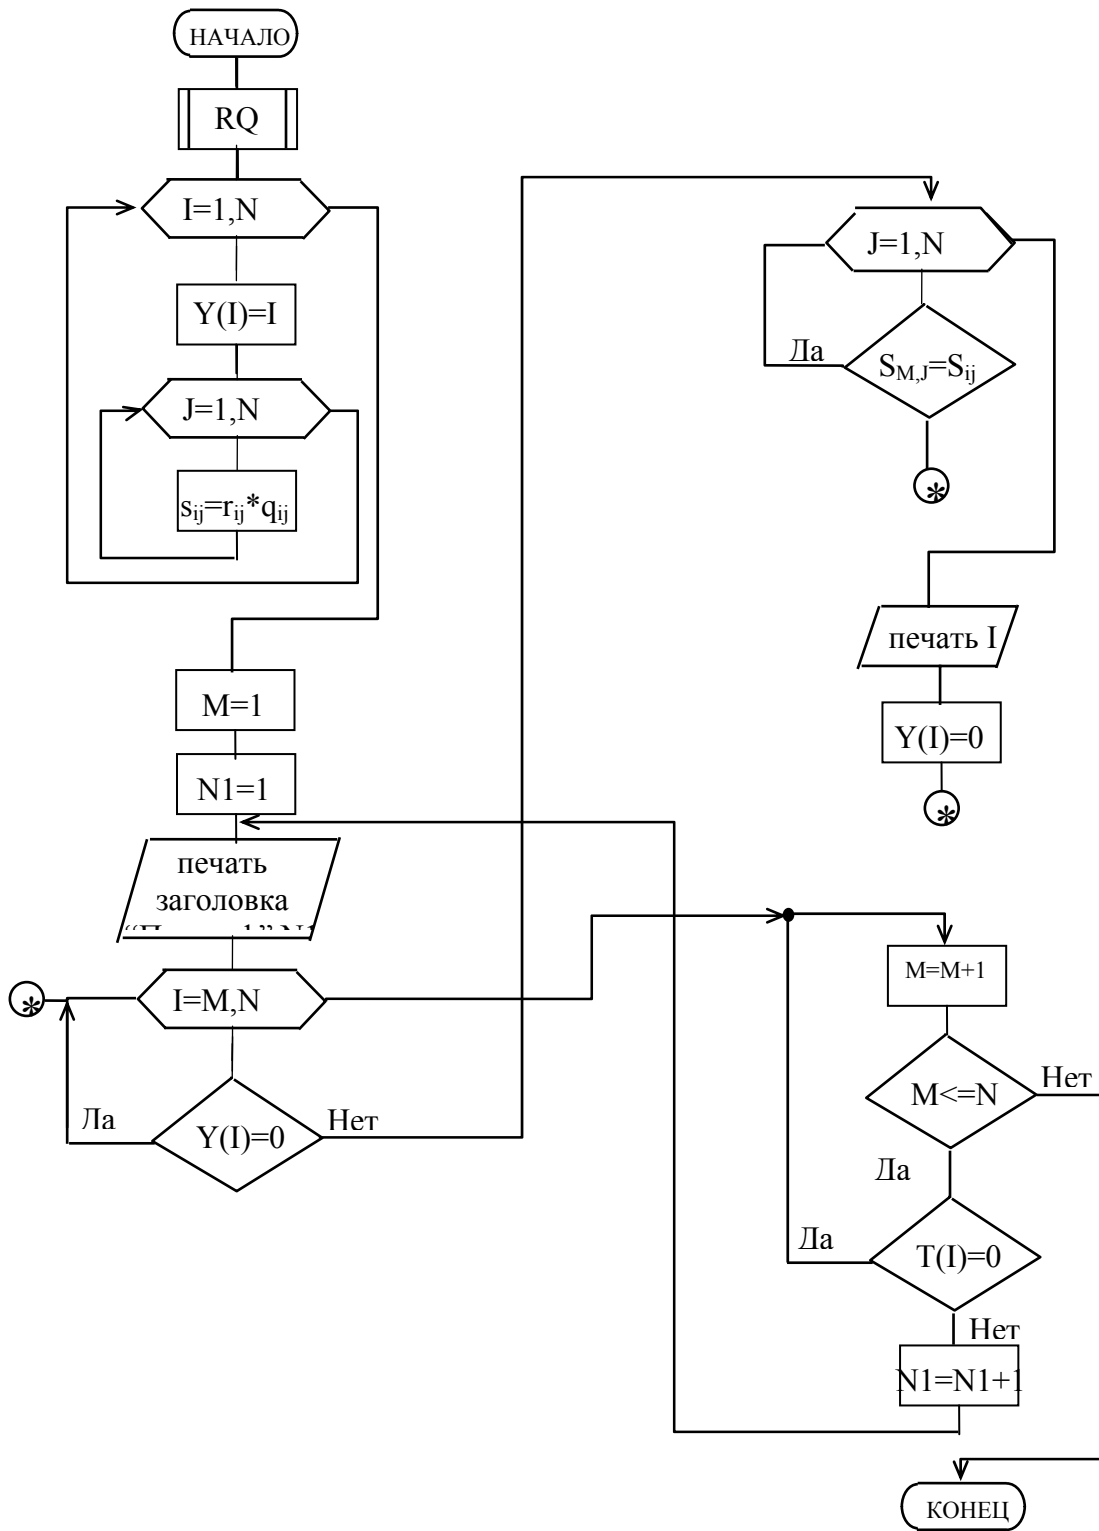 НАЧАЛО
RQ
I=1,N
Y(I)=I
J=1,N
sij=rij*qij
M=1
N1=1
печать
заголовка
I=M,N
*
Да
Y(I)=0
Нет
J=1,N
Да
SM,J=Sij
*
печать I
Y(I)=0
*
M=M+1
M<=N
Нет
Да
Да
T(I)=0
Нет
N1=N1+1
КОНЕЦ